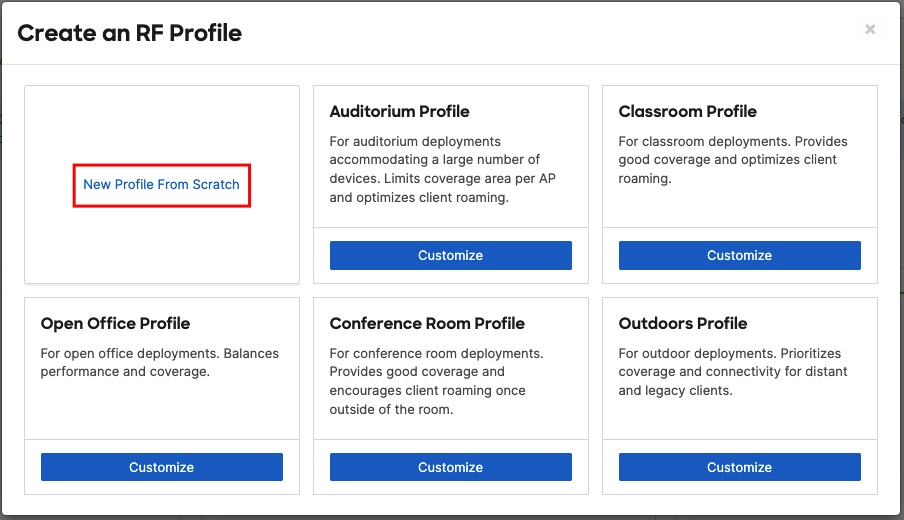 Create an RF Profile
×
New Profile From Scratch
Auditorium Profile
For auditorium deployments
accommodating a large number of
devices. Limits coverage area per AP
and optimizes client roaming.
Customize
Classroom Profile
For classroom deployments. Provides
good coverage and optimizes client
roaming.
Customize
Open Office Profile
For open office deployments. Balances
performance and coverage.
Customize
Conference Room Profile
For conference room deployments.
Provides good coverage and
encourages client roaming once
outside of the room.
Customize
Outdoors Profile
For outdoor deployments. Prioritizes
coverage and connectivity for distant
and legacy clients.
Customize